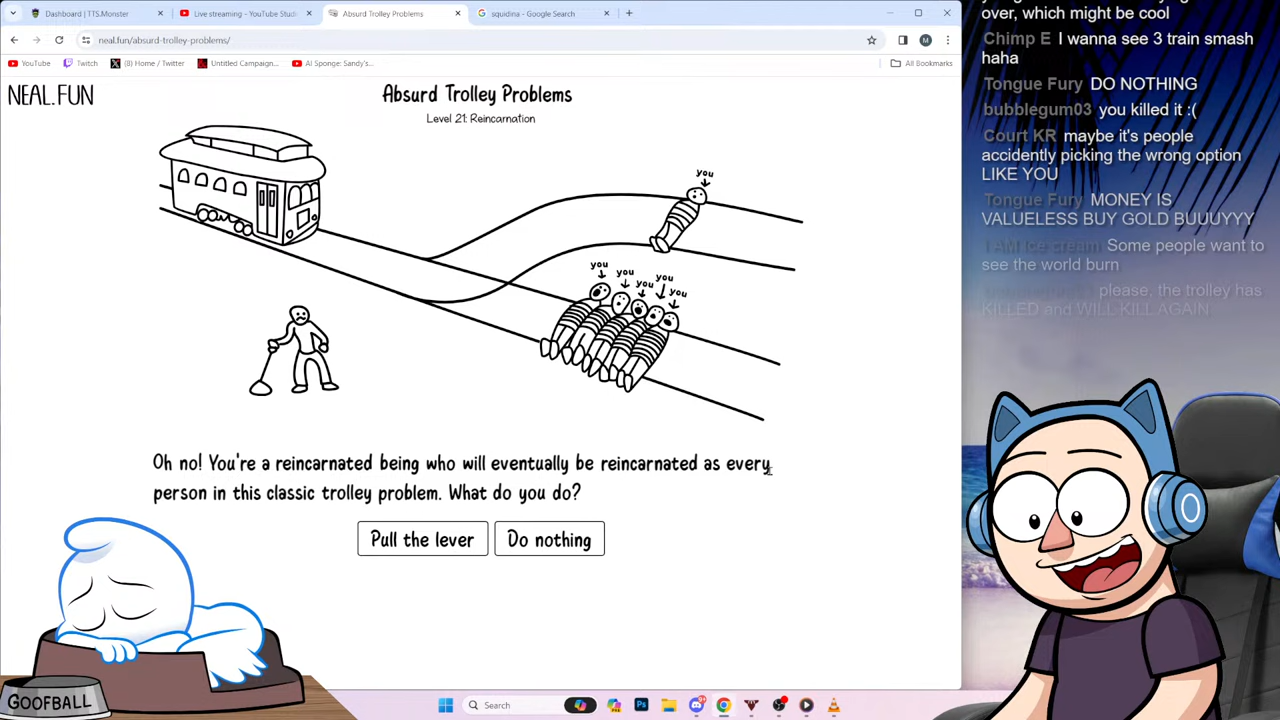 Dashboard | TTS.Monster
Live streaming - YouTube Stud
Absurd Trolley Problems
squidina - Google Search
neal.fun/absurd-trolley-problems/
YouTube
Twitch
(8) Home / Twitter
Untitled Campaign...
AI Sponge: Sandy's...
All Bookmarks
NEAL.FUN
Absurd Trolley Problems
Level 21: Reincarnation
you
you
you
you
you
you
Oh no! You're a reincarnated being who will eventually be reincarnated as every
person in this classic trolley problem. What do you do?
Pull the lever
Do nothing
GOOFBALL
Search
over, which might be cool
Chimp E I wanna see 3 train smash
haha
Tongue Fury DO NOTHING
bubblegum03 you killed it :(
Court KR maybe it's people
accidently picking the wrong option
LIKE YOU
Tongue Fury MONEY IS
VALUELESS BUY GOLD BUUUYYY
I AM Ice cream Some people want to
see the world burn
please, the trolley has
KILLED and WILL KILL AGAIN